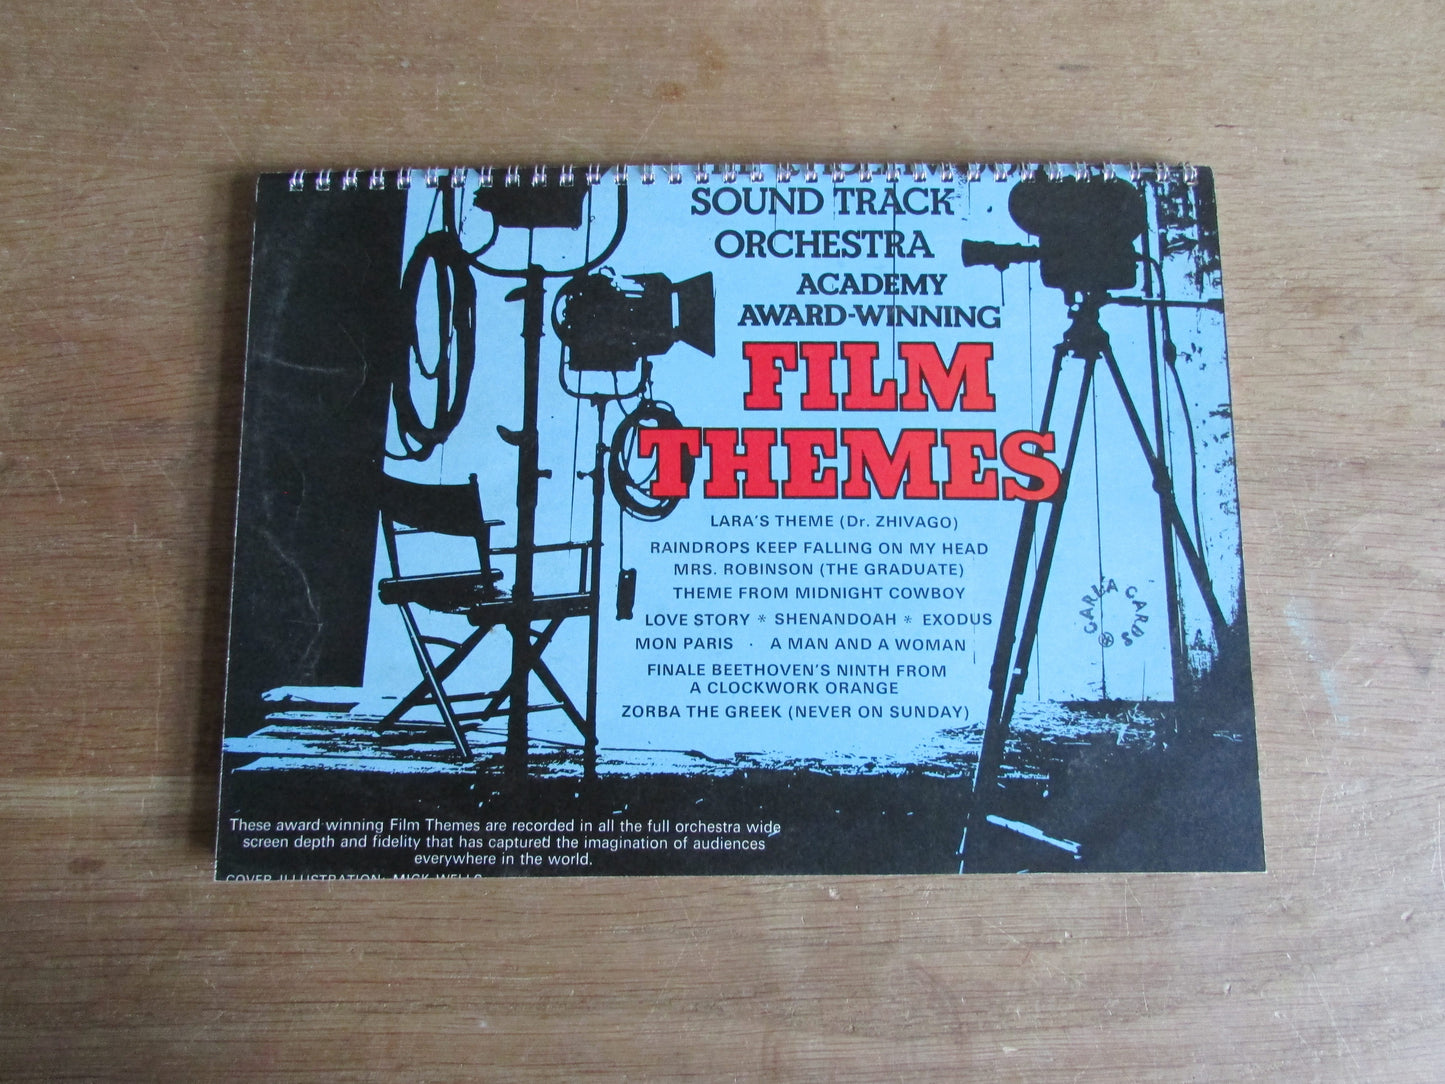 SOUND TRACK
ORCHESTRA
ACADEMY
AWARD-WINNING
FILM
THEMES
LARA'S THEME (Dr. ZHIVAGO)
RAINDROPS KEEP FALLING ON MY HEAD
MRS. ROBINSON (THE GRADUATE)
THEME FROM MIDNIGHT COWBOY
LOVE STORY * SHENANDOAH * EXODUS
MON PARIS · A MAN AND A WOMAN
FINALE BEETHOVEN'S NINTH FROM
A CLOCKWORK ORANGE
ZORBA THE GREEK (NEVER ON SUNDAY)
CARLA CARDS
These award winning Film Themes are recorded in all the full orchestra wide
screen depth and fidelity that has captured the imagination of audiences
everywhere in the world.
COVER ILLUSTRATION: MICK WELLS